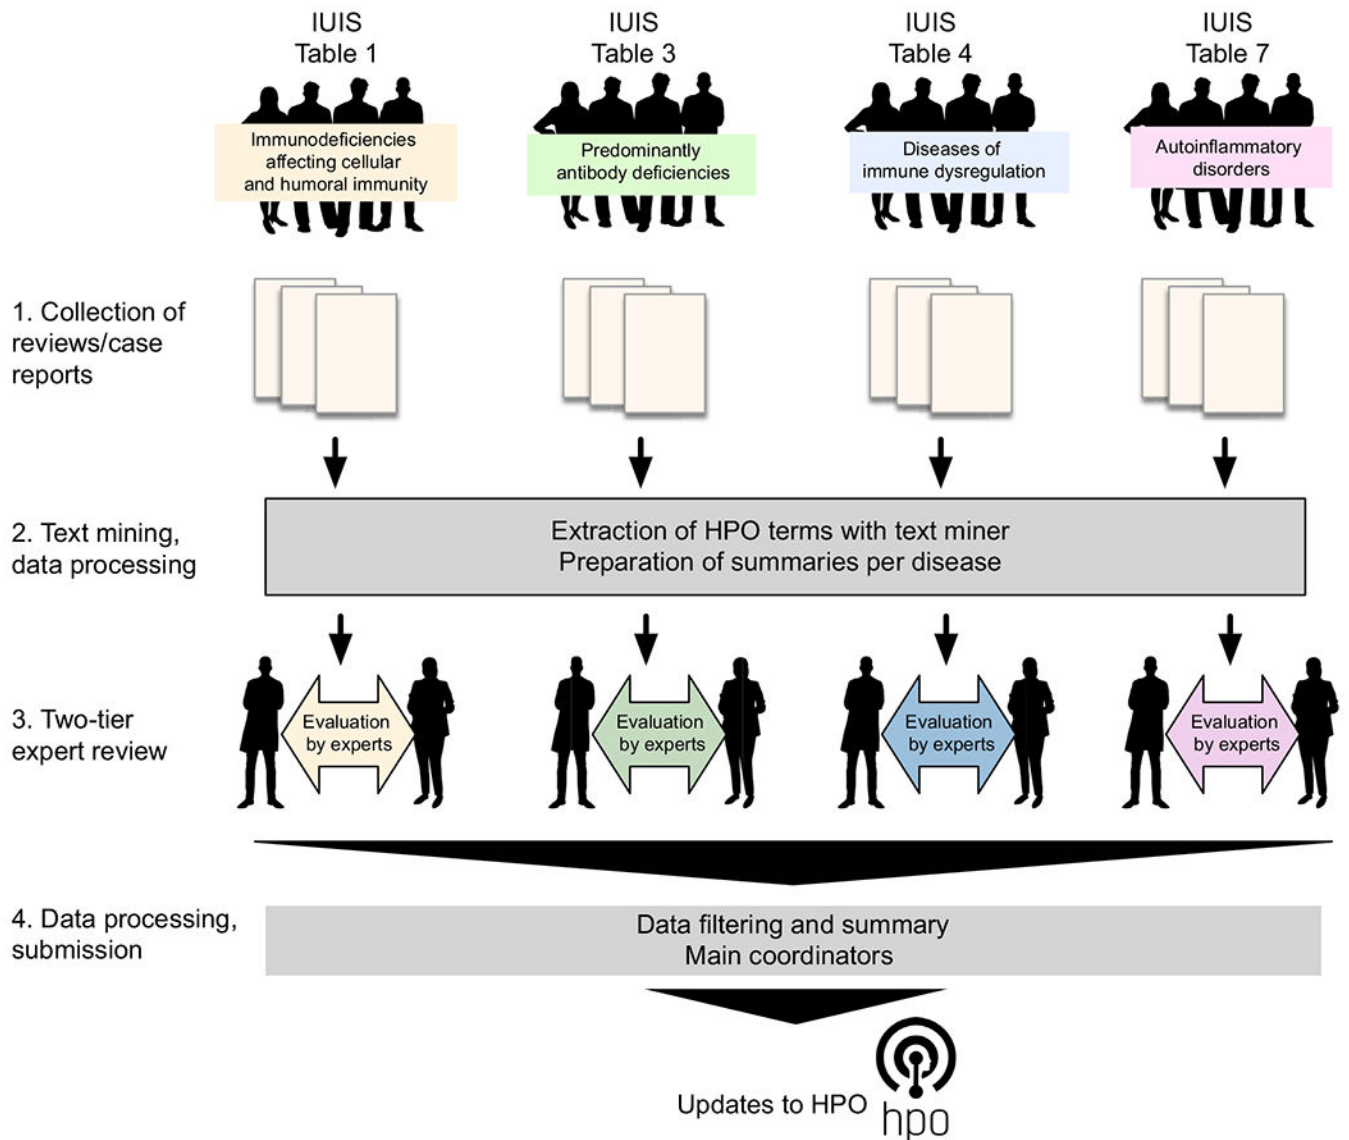 IUIS
Table 1
IUIS
Table 3
IUIS
Table 4
IUIS
Table 7
Immunodeficiencies
affecting cellular
and humoral immunity
Predominantly
antibody deficiencies
Diseases of
immune dysregulation
Autoinflammatory
disorders
1. Collection of
reviews/case
reports
2. Text mining,
data processing
Extraction of HPO terms with text miner
Preparation of summaries per disease
3. Two-tier
expert review
Evaluation
by experts
Evaluation
by experts
Evaluation
by experts
Evaluation
by experts
4. Data processing,
submission
Data filtering and summary
Main coordinators
Updates to HPO
hpo